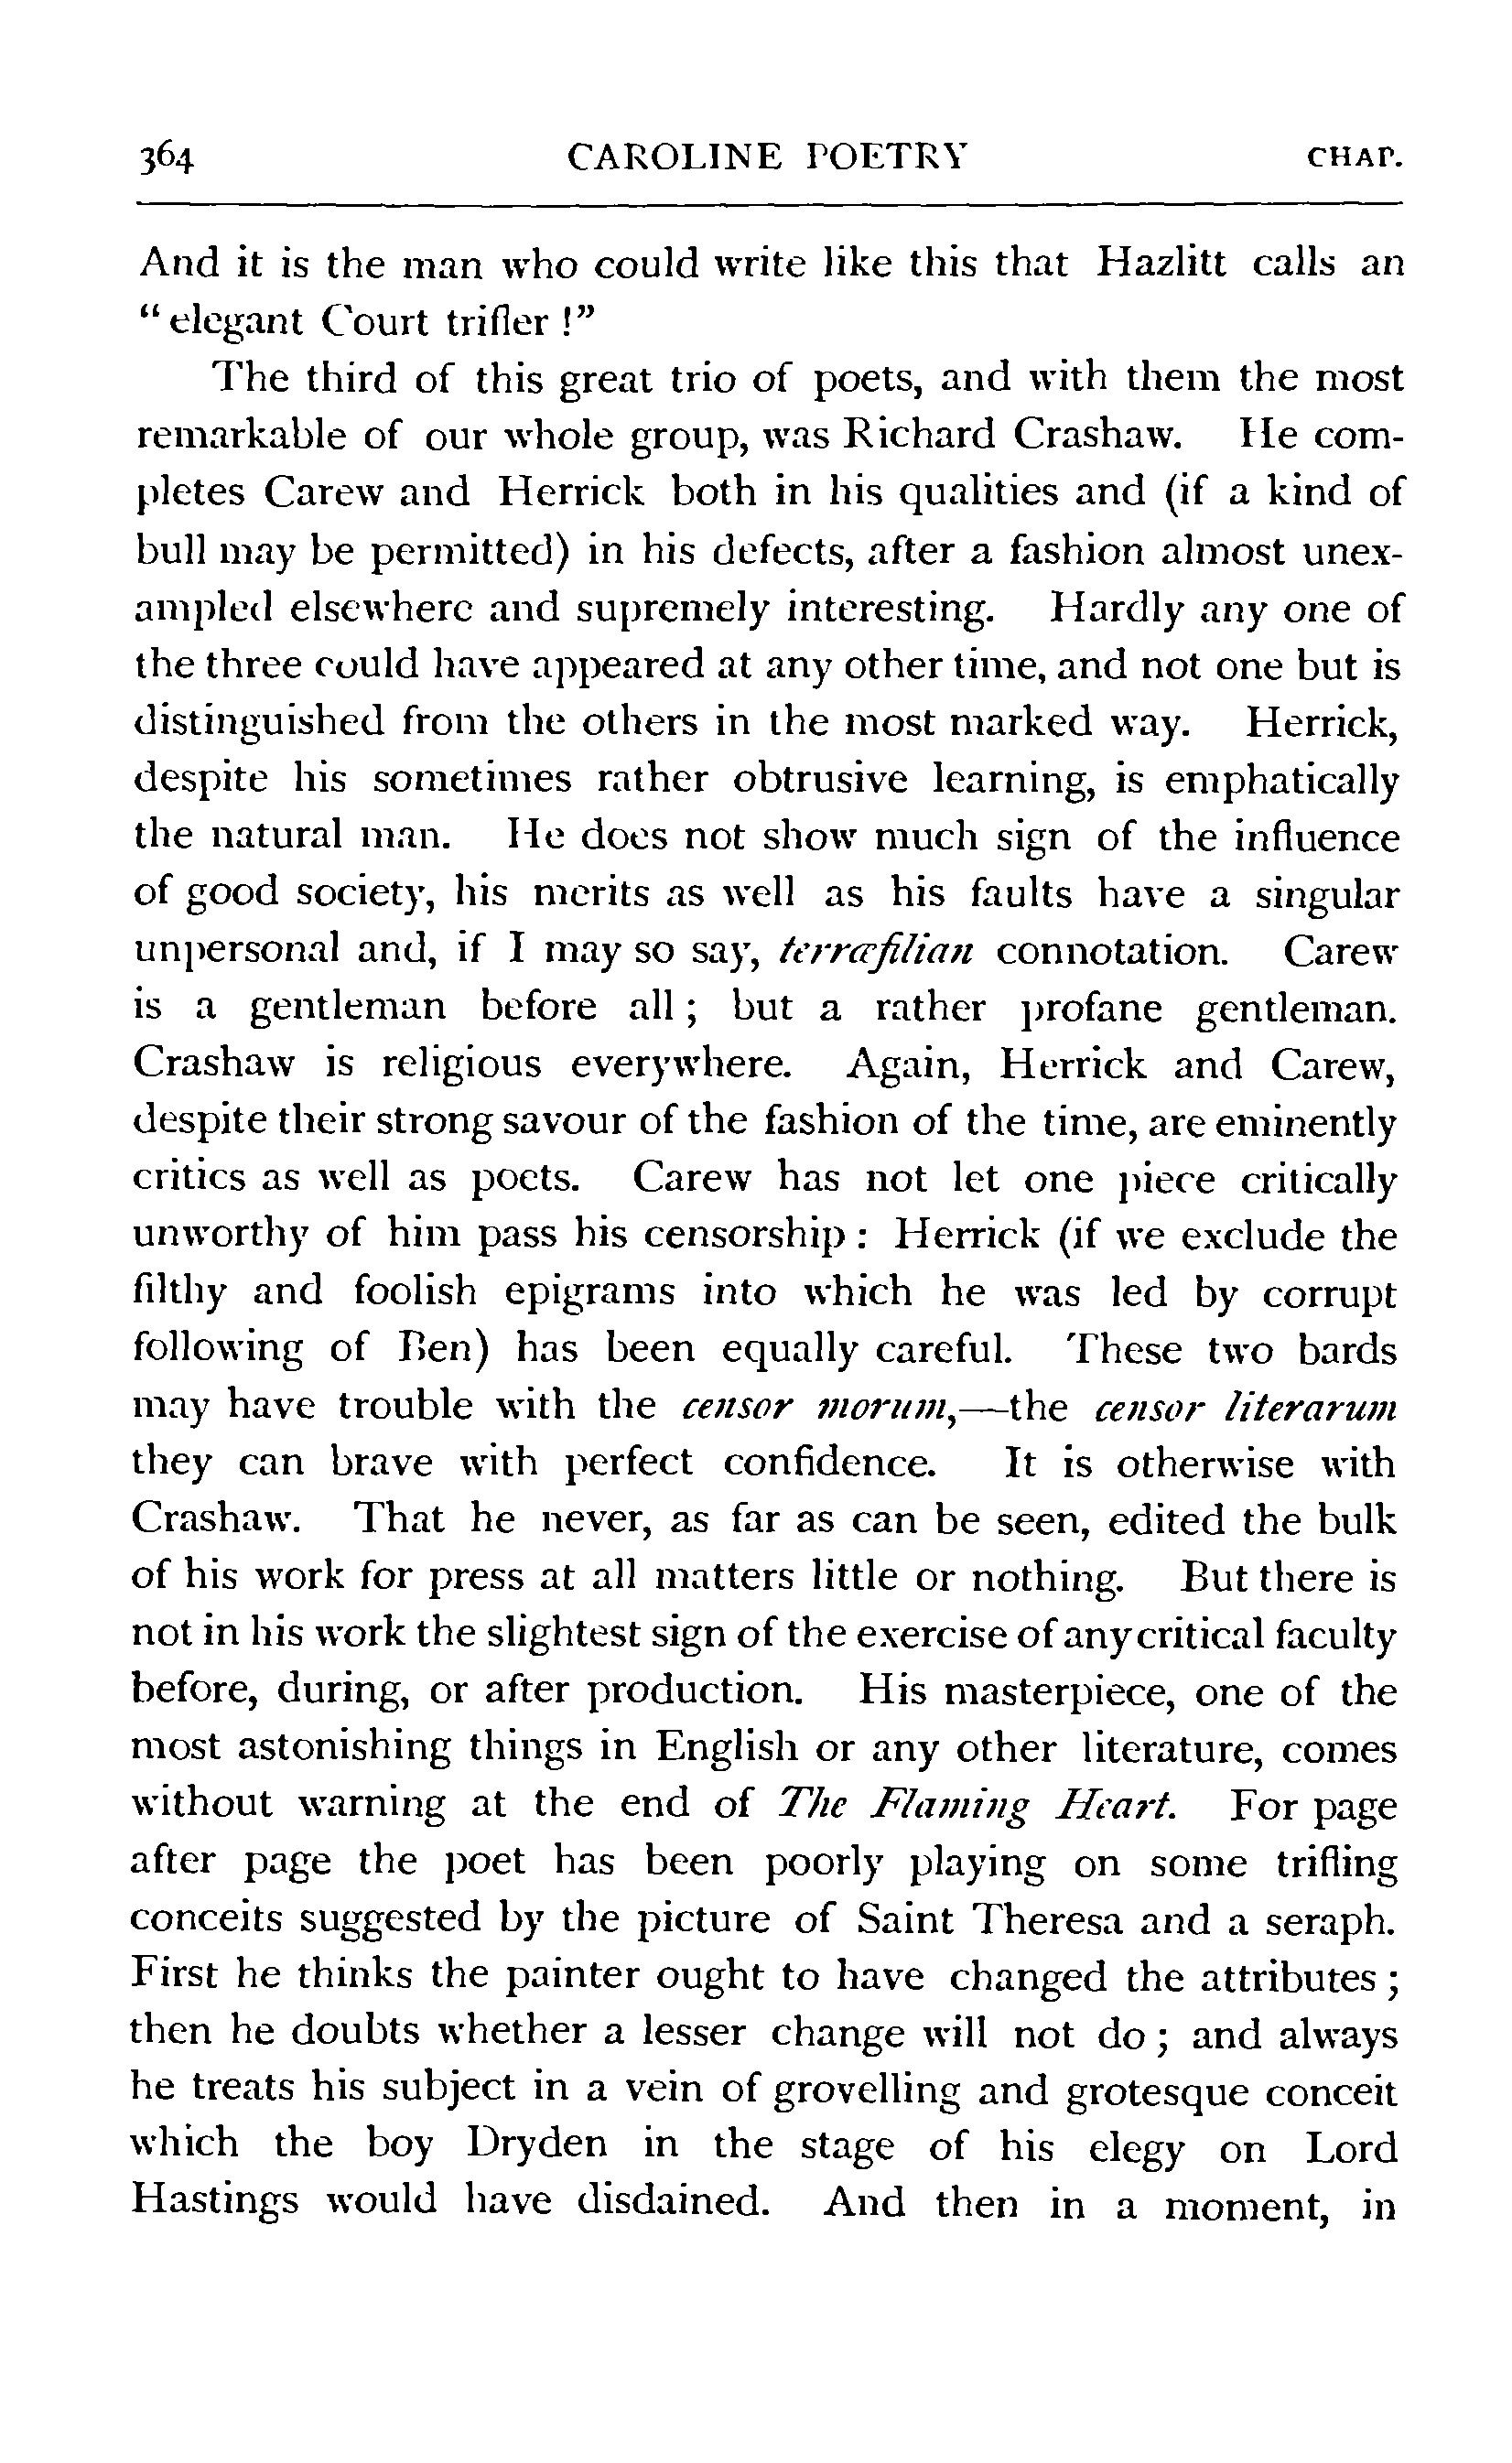 364 CAROLINE POETRY CHAP.
And it is the man who could write like this that Hazlitt calls an
“elegant Court trifler!”
The third of this great trio of poets, and with them the most
remarkable of our whole group, was Richard Crashaw. He com-
pletes Carew and Herrick both in his qualities and (if a kind of
bull may be permitted) in his defects, after a fashion almost unex-
ampled elsewhere and supremely interesting. Hardly any one of
the three could have appeared at any other time, and not one but is
distinguished from the others in the most marked way. Herrick,
despite his sometimes rather obtrusive learning, is emphatically
the natural man. He does not show much sign of the influence
of good society, his merits as well as his faults have a singular
unpersonal and, if I may so say, terræfilian connotation. Carew
is a gentleman before all; but a rather profane gentleman.
Crashaw is religious everywhere. Again, Herrick and Carew,
despite their strong savour of the fashion of the time, are eminently
critics as well as poets. Carew has not let one piece critically
unworthy of him pass his censorship: Herrick (if we exclude the
filthy and foolish epigrams into which he was led by corrupt
following of Ben) has been equally careful. These two bards
may have trouble with the censor morum,—the censor literarum
they can brave with perfect confidence. It is otherwise with
Crashaw. That he never, as far as can be seen, edited the bulk
of his work for press at all matters little or nothing. But there is
not in his work the slightest sign of the exercise of any critical faculty
before, during, or after production. His masterpiece, one of the
most astonishing things in English or any other literature, comes
without warning at the end of The Flaming Heart. For page
after page the poet has been poorly playing on some trifling
conceits suggested by the picture of Saint Theresa and a seraph.
First he thinks the painter ought to have changed the attributes;
then he doubts whether a lesser change will not do; and always
he treats his subject in a vein of grovelling and grotesque conceit
which the boy Dryden in the stage of his elegy on Lord
Hastings would have disdained. And then in a moment, in